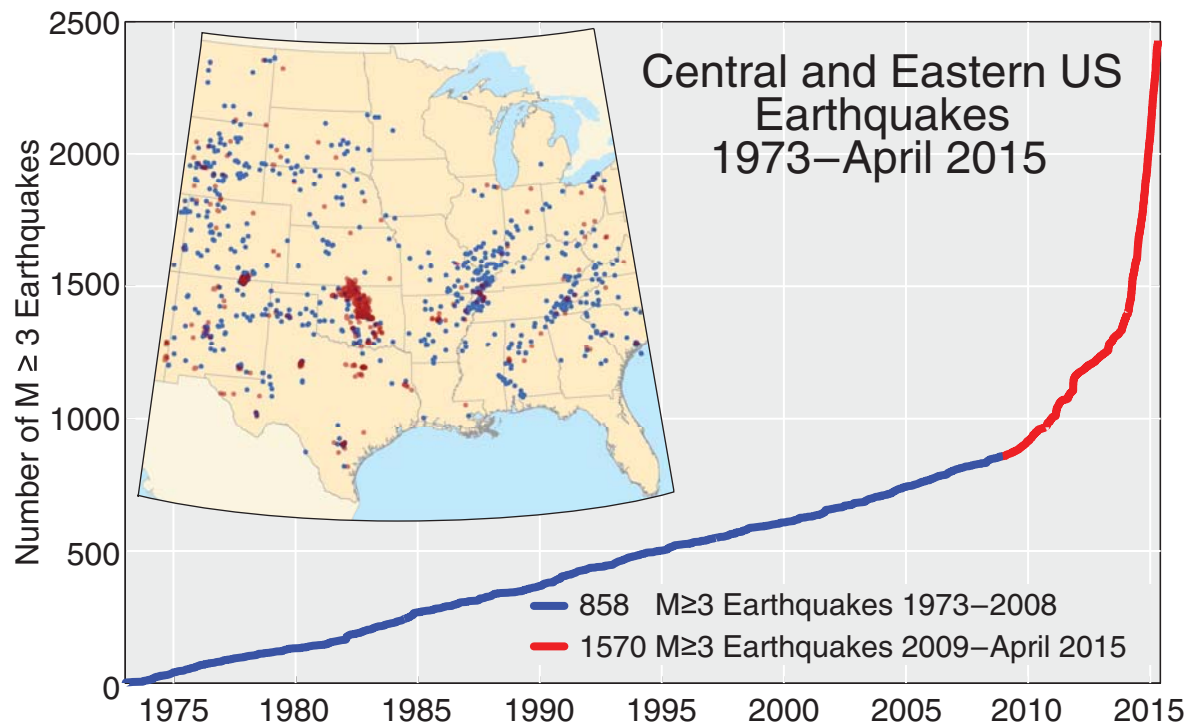 Central and Eastern US
Earthquakes
1973–April 2015
Number of M ≥ 3 Earthquakes
2500
2000
1500
1000
500
0
858 M≥3 Earthquakes 1973–2008
1570 M≥3 Earthquakes 2009–April 2015
1975 1980 1985 1990 1995 2000 2005 2010 2015